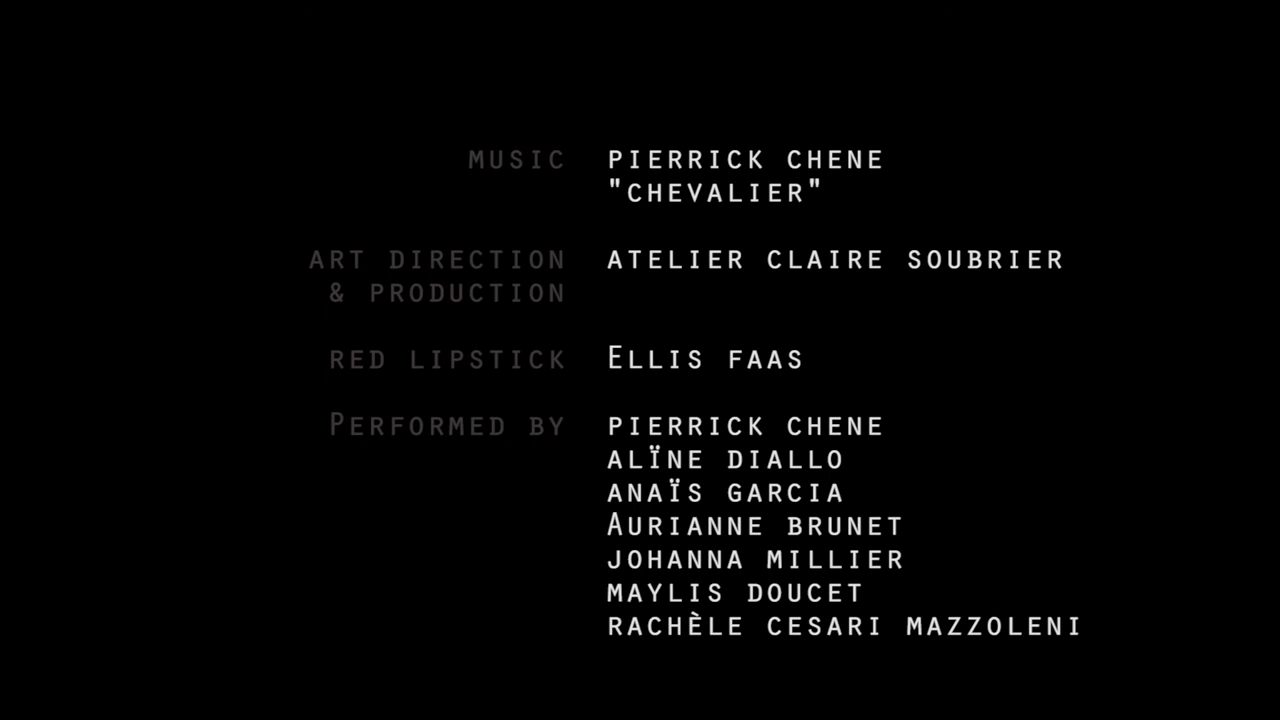 MUSIC PIERRICK CHENE
"CHEVALIER"
ART DIRECTION ATELIER CLAIRE SOUBRIER
& PRODUCTION
RED LIPSTICK ELLIS FAAS
PERFORMED BY PIERRICK CHENE
ALÏNE DIALLO
ANAÏS GARCIA
AURIANNE BRUNET
JOHANNA MILLIER
MAYLIS DOUCET
RACHÈLE CESARI MAZZOLENI